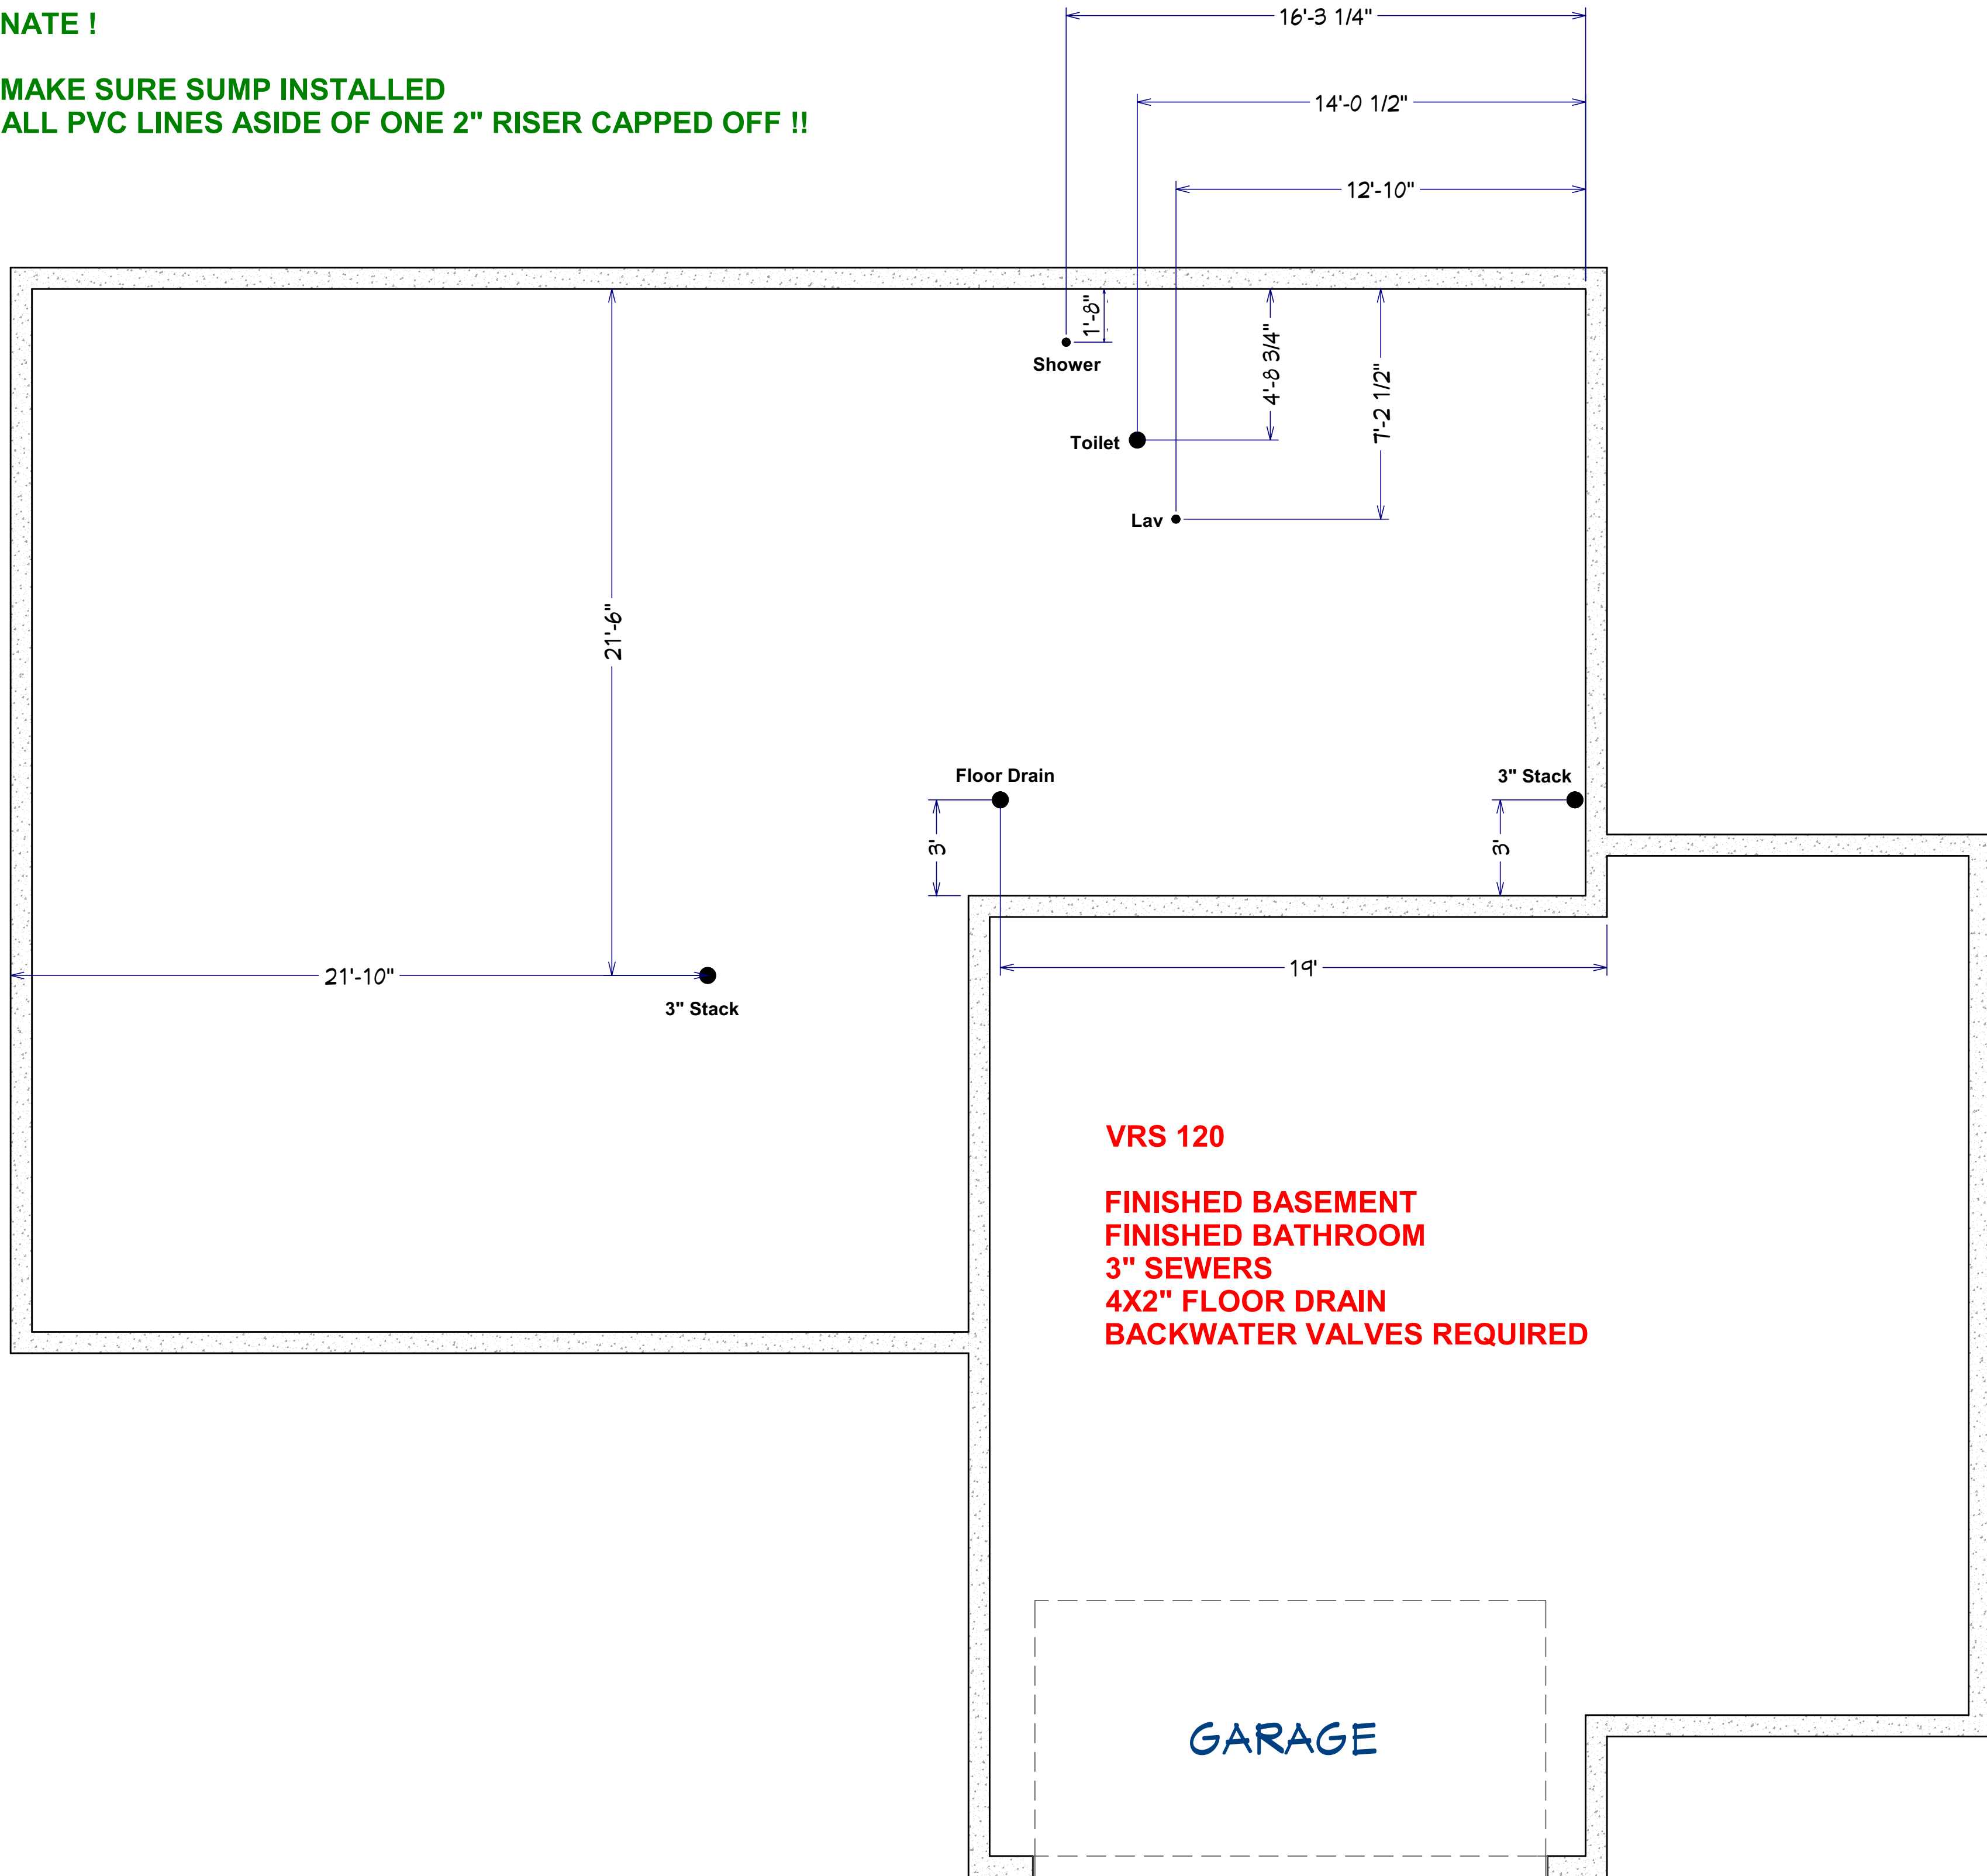 NATE !
MAKE SURE SUMP INSTALLED
ALL PVC LINES ASIDE OF ONE 2" RISER CAPPED OFF !!
16'-3 1/4"
14'-0 1/2"
12'-10"
1'-8"
4'-8 3/4"
7'-2 1/2"
Shower
Toilet
Lav
21'-6"
Floor Drain
3" Stack
3'
3'
21'-10"
19'
3" Stack
VRS 120
FINISHED BASEMENT
FINISHED BATHROOM
3" SEWERS
4X2" FLOOR DRAIN
BACKWATER VALVES REQUIRED
GARAGE